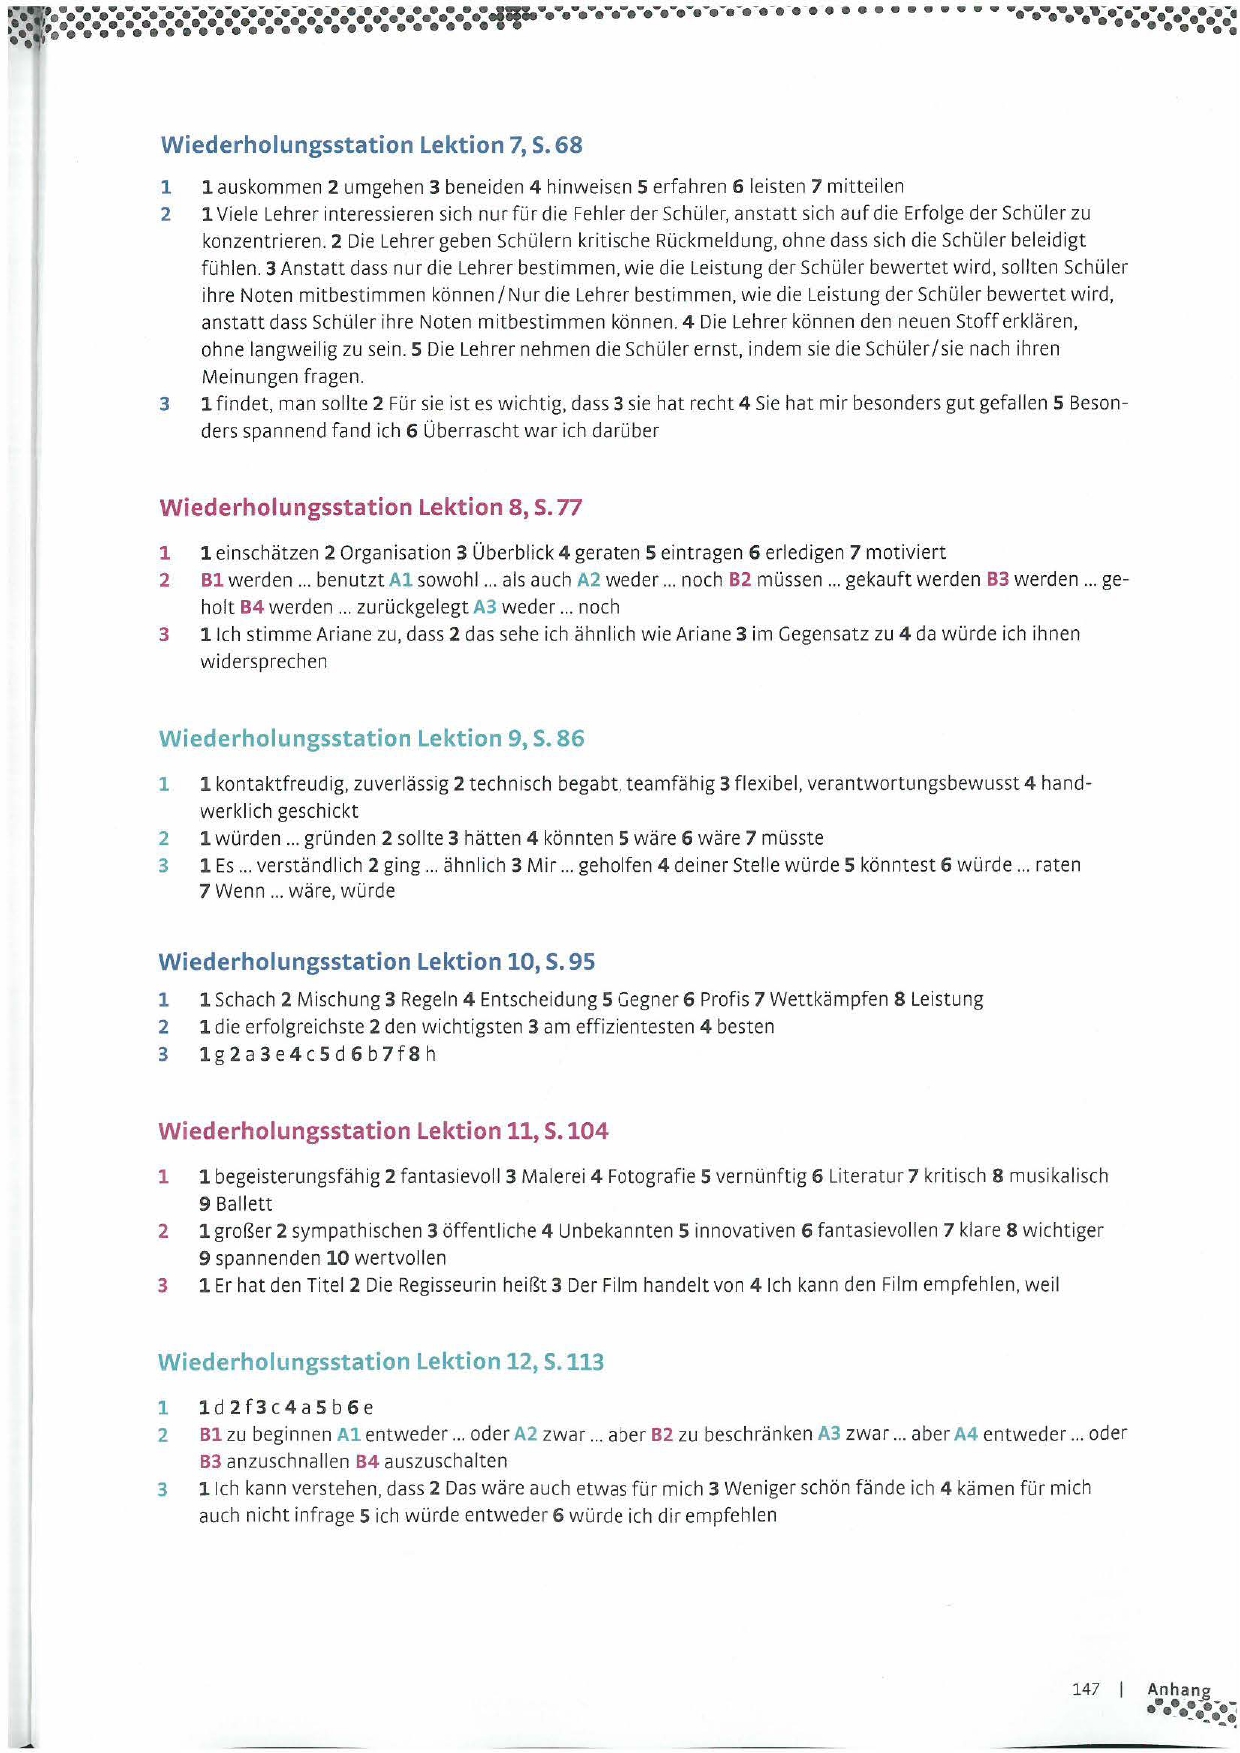 Wiederholungsstation Lektion 7, S. 68
1 1 auskommen 2 umgehen 3 beneiden 4 hinweisen 5 erfahren 6 leisten 7 mitteilen
2 1 Viele Lehrer interessieren sich nur für die Fehler der Schüler, anstatt sich auf die Erfolge der Schüler zu
konzentrieren. 2 Die Lehrer geben Schülern kritische Rückmeldung, ohne dass sich die Schüler beleidigt
fühlen. 3 Anstatt dass nur die Lehrer bestimmen, wie die Leistung der Schüler bewertet wird, sollten Schüler
ihre Noten mitbestimmen können/Nur die Lehrer bestimmen, wie die Leistung der Schüler bewertet wird,
anstatt dass Schüler ihre Noten mitbestimmen können. 4 Die Lehrer können den neuen Stoff erklären,
ohne langweilig zu sein. 5 Die Lehrer nehmen die Schüler ernst, indem sie die Schüler/sie nach ihren
Meinungen fragen.
3 1 findet, man sollte 2 Für sie ist es wichtig, dass 3 sie hat recht 4 Sie hat mir besonders gut gefallen 5 Beson-
ders spannend fand ich 6 Überrascht war ich darüber
Wiederholungsstation Lektion 8, S. 77
1 1 einschätzen 2 Organisation 3 Überblick 4 geraten 5 eintragen 6 erledigen 7 motiviert
2 B1 werden ... benutzt A1 sowohl ... als auch A2 weder ... noch B2 müssen ... gekauft werden B3 werden ... ge-
holt B4 werden ... zurückgelegt A3 weder ... noch
3 1 Ich stimme Ariane zu, dass 2 das sehe ich ähnlich wie Ariane 3 im Gegensatz zu 4 da würde ich ihnen
widersprechen
Wiederholungsstation Lektion 9, S. 86
1 1 kontaktfreudig, zuverlässig 2 technisch begabt, teamfähig 3 flexibel, verantwortungsbewusst 4 hand-
werklich geschickt
2 1 würden ... gründen 2 sollte 3 hätten 4 könnten 5 wäre 6 wäre 7 müsste
3 1 Es ... verständlich 2 ging ... ähnlich 3 Mir ... geholfen 4 deiner Stelle würde 5 könntest 6 würde ... raten
7 Wenn ... wäre, würde
Wiederholungsstation Lektion 10, S. 95
1 1 Schach 2 Mischung 3 Regeln 4 Entscheidung 5 Gegner 6 Profis 7 Wettkämpfen 8 Leistung
2 1 die erfolgreichste 2 den wichtigsten 3 am effizientesten 4 besten
3 1 g 2 a 3 e 4 c 5 d 6 b 7 f 8 h
Wiederholungsstation Lektion 11, S. 104
1 1 begeisterungsfähig 2 fantasievoll 3 Malerei 4 Fotografie 5 vernünftig 6 Literatur 7 kritisch 8 musikalisch
9 Ballett
2 1 großer 2 sympathischen 3 öffentliche 4 Unbekannten 5 innovativen 6 fantasievollen 7 klare 8 wichtiger
9 spannenden 10 wertvollen
3 1 Er hat den Titel 2 Die Regisseurin heißt 3 Der Film handelt von 4 Ich kann den Film empfehlen, weil
Wiederholungsstation Lektion 12, S. 113
1 1 d 2 f 3 c 4 a 5 b 6 e
2 B1 zu beginnen A1 entweder ... oder A2 zwar ... aber B2 zu beschränken A3 zwar ... aber A4 entweder ... oder
B3 anzuschnallen B4 auszuschalten
3 1 Ich kann verstehen, dass 2 Das wäre auch etwas für mich 3 Weniger schön fände ich 4 kämen für mich
auch nicht infrage 5 ich würde entweder 6 würde ich dir empfehlen
147 | Anhang